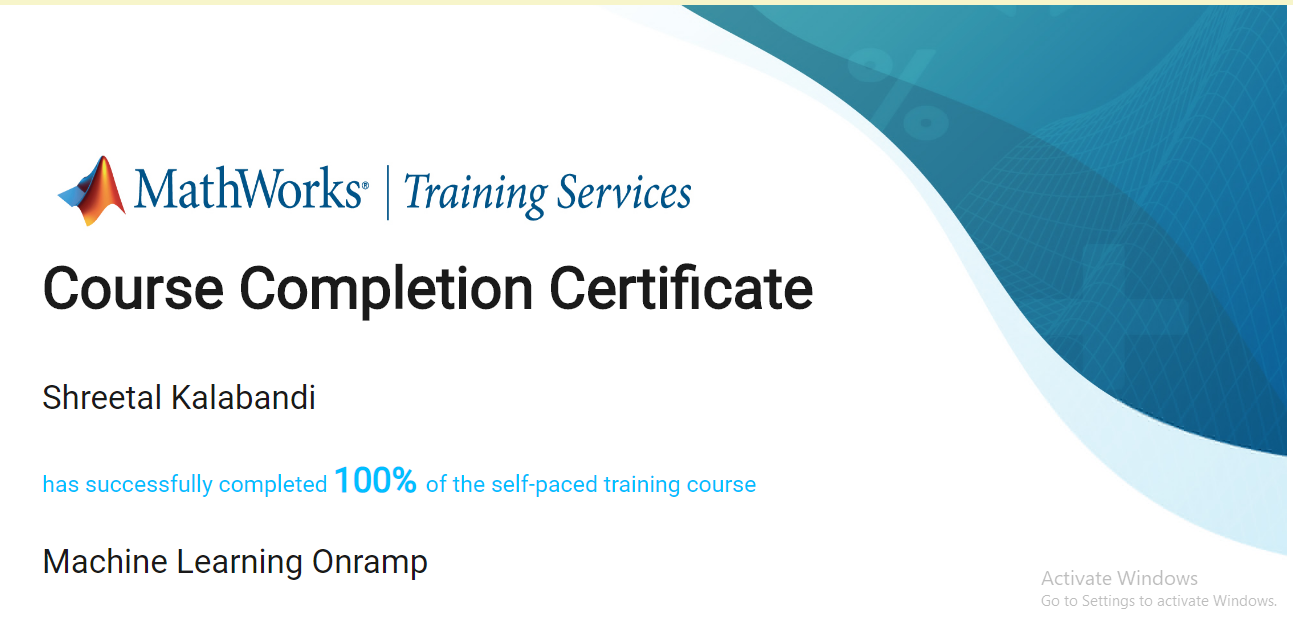 MathWorks® | Training Services
Course Completion Certificate
Shreetal Kalabandi
has successfully completed 100% of the self-paced training course
Machine Learning Onramp
Activate Windows
Go to Settings to activate Windows.